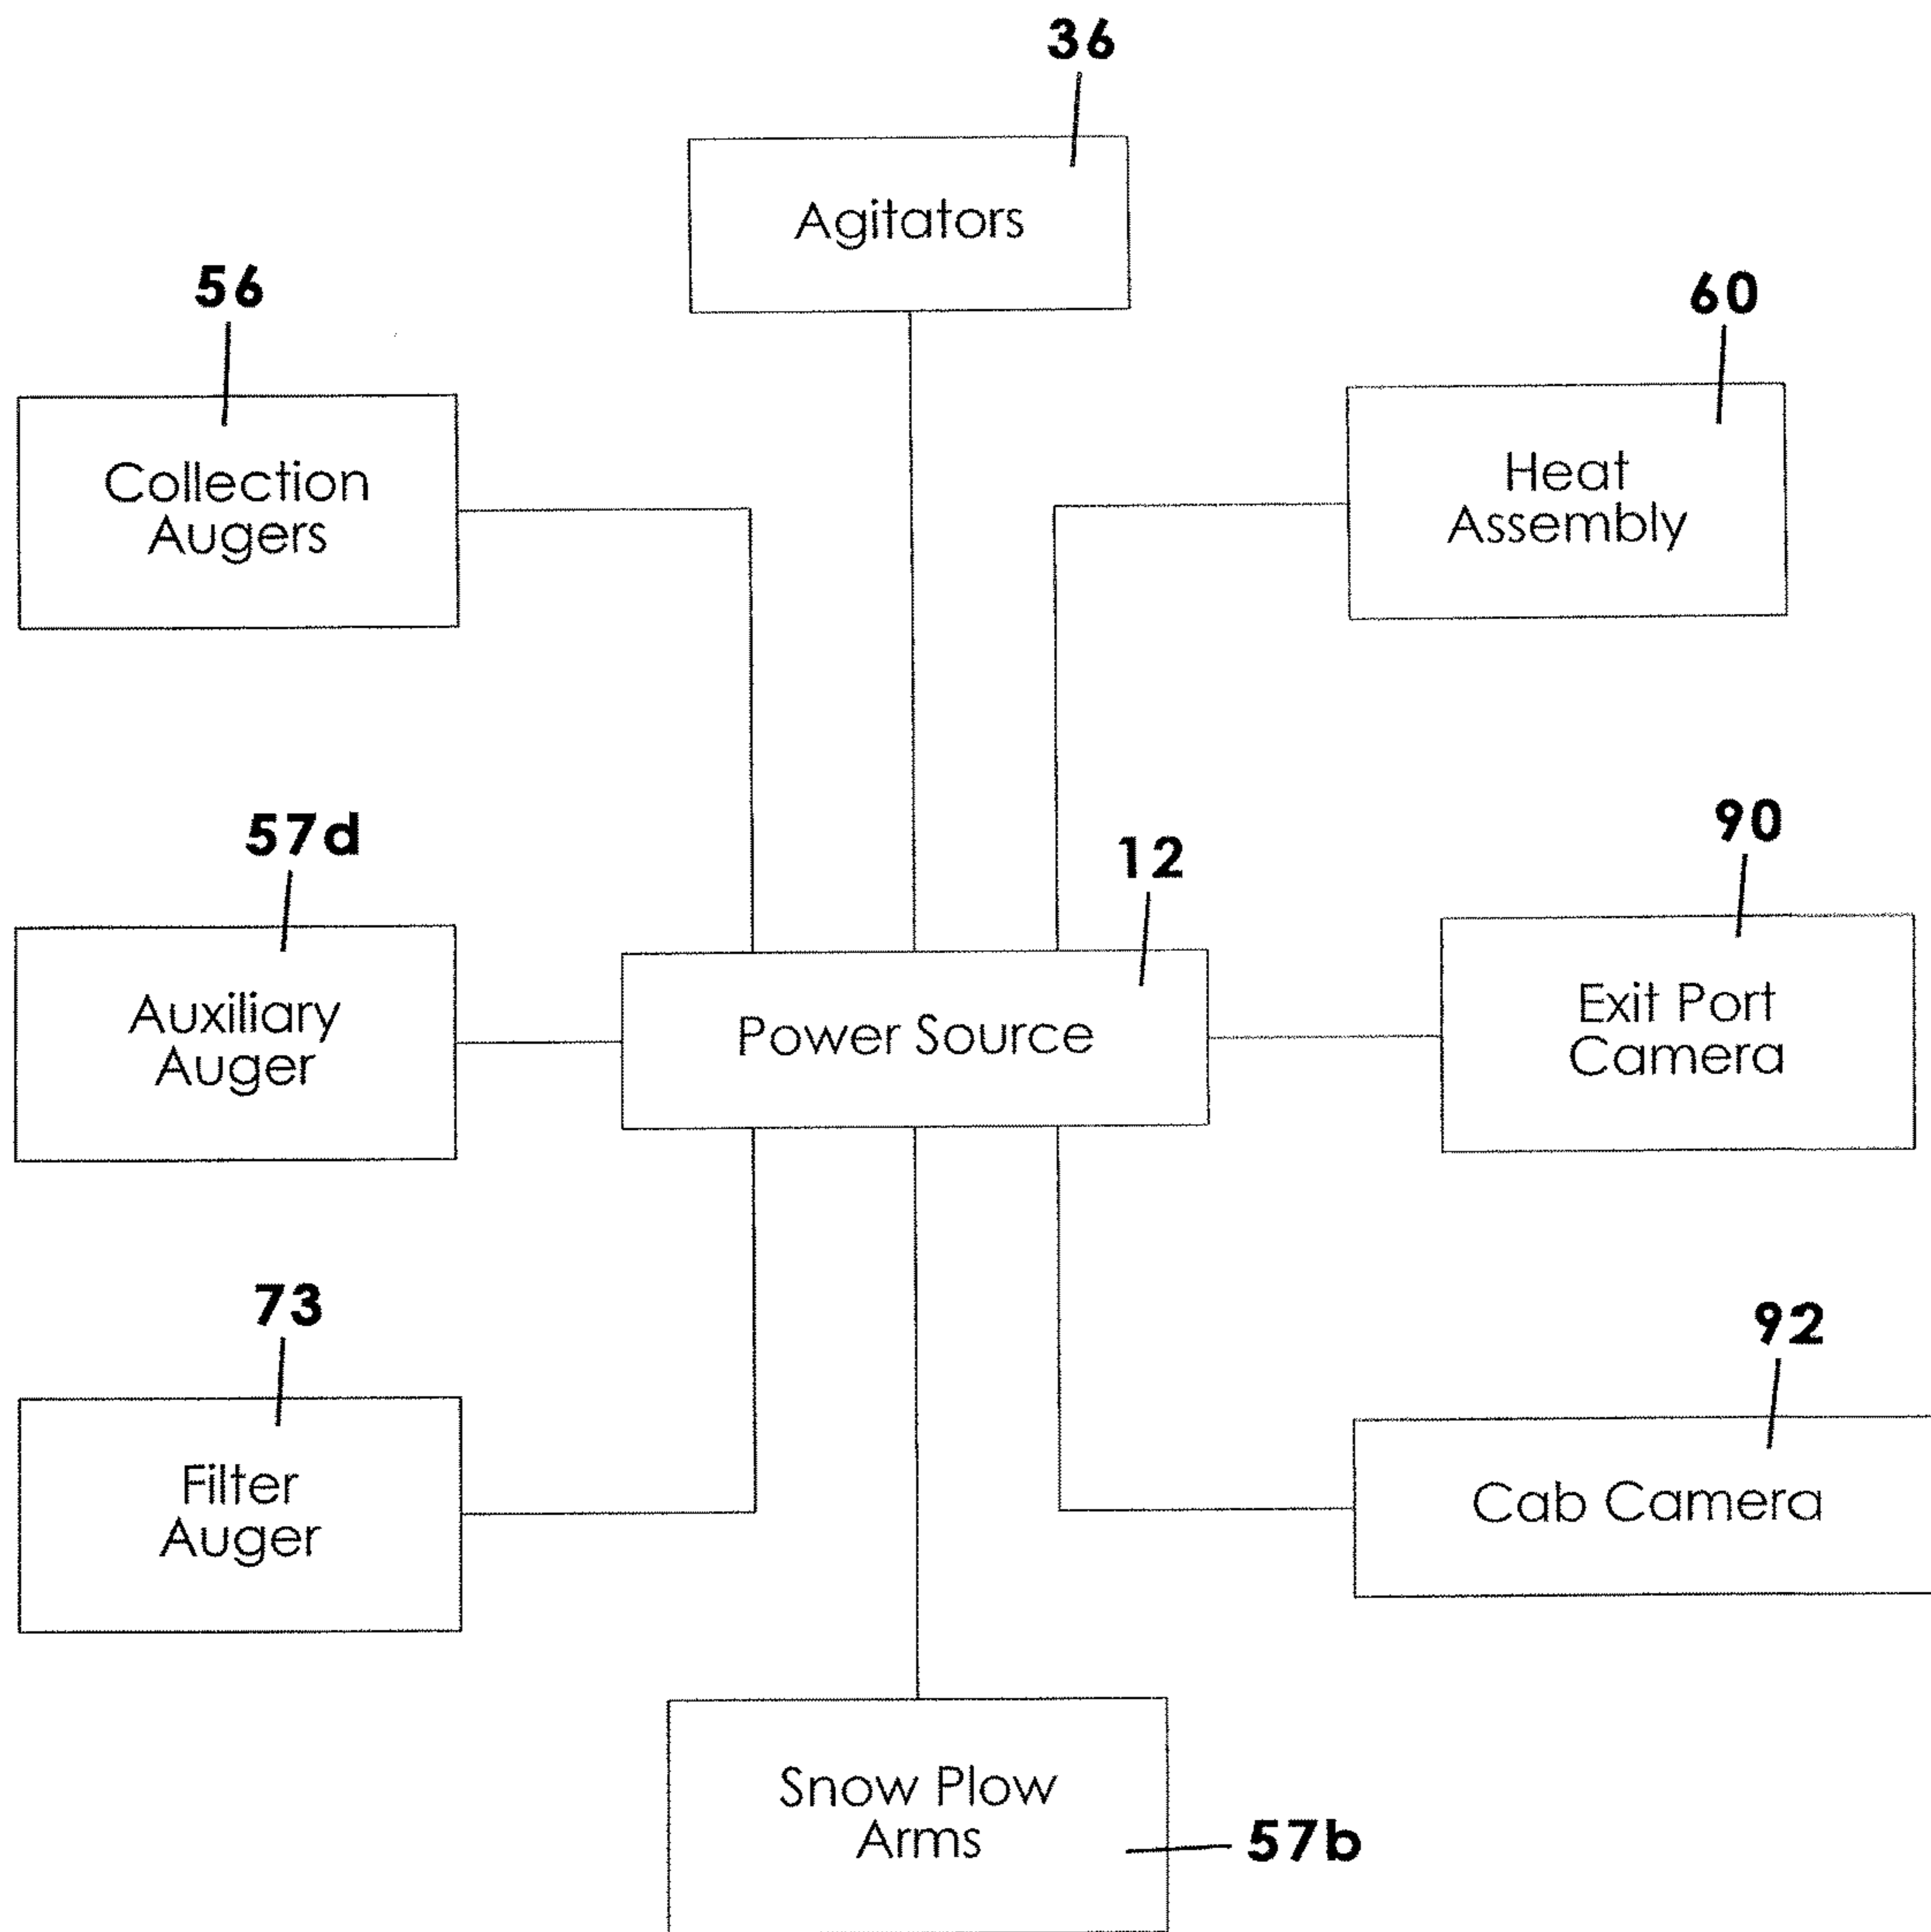 36
Agitators
56
60
Collection
Augers
Heat
Assembly
57d
12
90
Auxiliary
Auger
Power Source
Exit Port
Camera
73
92
Filter
Auger
Cab Camera
Snow Plow
Arms
57b